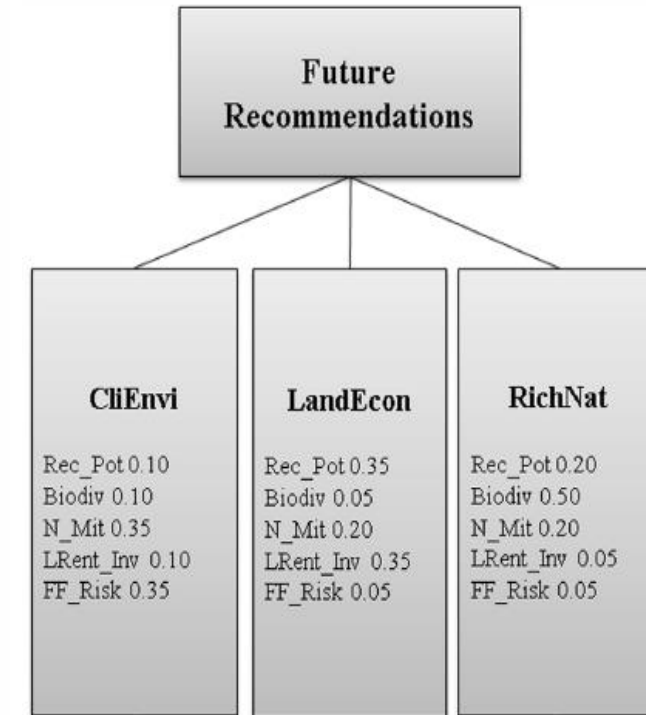 Future
Recommendations
CliEnvi
Rec_Pot 0.10
Biodiv 0.10
N_Mit 0.35
LRent_Inv 0.10
FF_Risk 0.35
LandEcon
Rec_Pot 0.35
Biodiv 0.05
N_Mit 0.20
LRent_Inv 0.35
FF_Risk 0.05
RichNat
Rec_Pot 0.20
Biodiv 0.50
N_Mit 0.20
LRent_Inv 0.05
FF_Risk 0.05